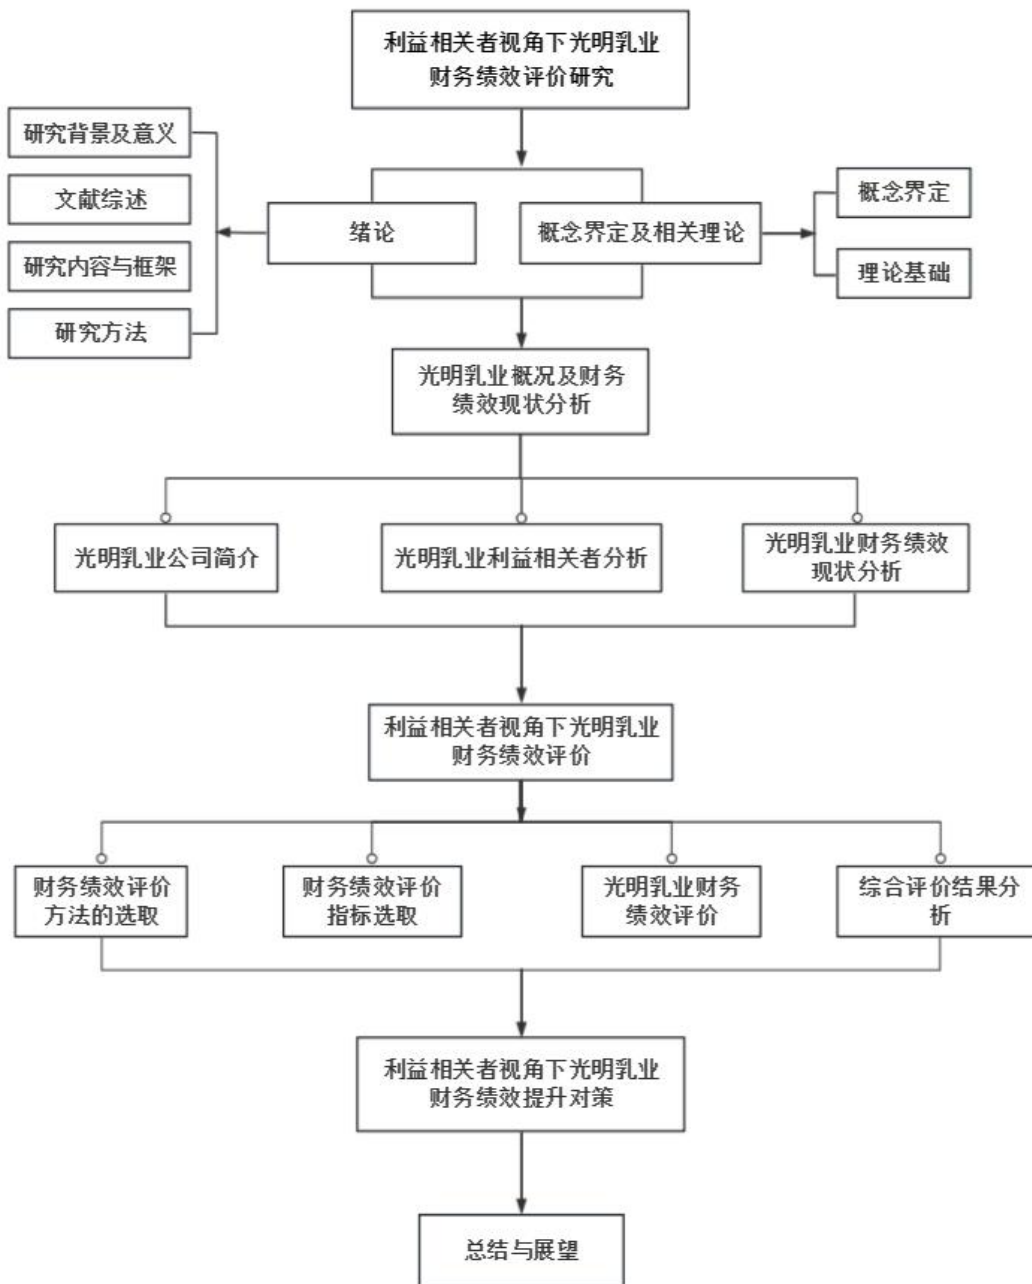 利益相关者视角下光明乳业
财务绩效评价研究
研究背景及意义
文献综述
研究内容与框架
研究方法
绪论
概念界定及相关理论
概念界定
理论基础
光明乳业概况及财务
绩效现状分析
光明乳业公司简介
光明乳业利益相关者分析
光明乳业财务绩效
现状分析
利益相关者视角下光明乳业
财务绩效评价
财务绩效评价
方法的选取
财务绩效评价
指标选取
光明乳业财务
绩效评价
综合评价结果分
析
利益相关者视角下光明乳业
财务绩效提升对策
总结与展望